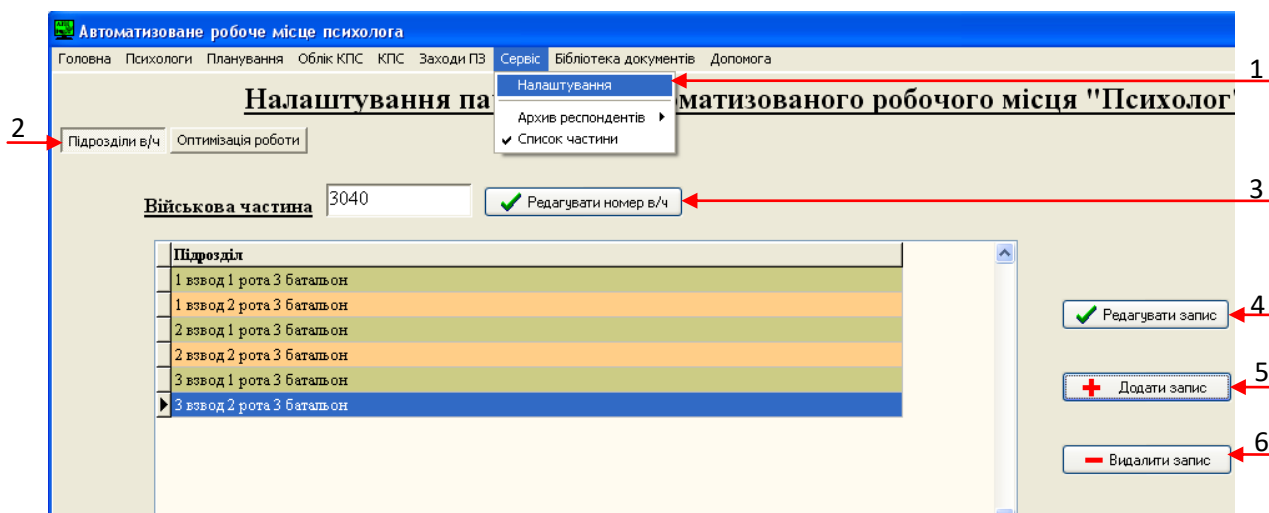 Автоматизоване робоче місце психолога
Головна Психологи Планування Облік КПС КПС Заходи ПЗ Сервіс Бібліотека документів Допомога
1
Налаштування
Налаштування па матизованого робочого місця "Психолог"
Архив респондентів
Список частини
2
Підрозділи в/ч Оптимізація роботи
3
Військова частина 3040 Редагувати номер в/ч
Підрозділ
1 взвод 1 рота 3 батальон
1 взвод 2 рота 3 батальон
4
Редагувати запис
2 взвод 1 рота 3 батальон
2 взвод 2 рота 3 батальон
5
3 взвод 1 рота 3 батальон
Додати запис
3 взвод 2 рота 3 батальон
6
Видалити запис